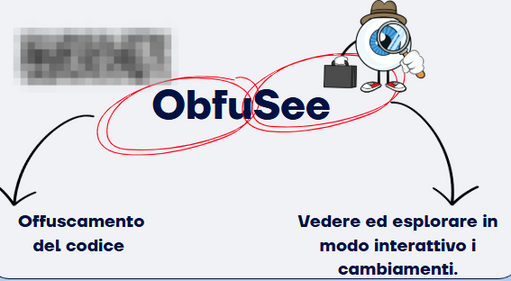 ObfuSee
Offuscamento
del codice
Vedere ed esplorare in
modo interattivo i
cambiamenti.